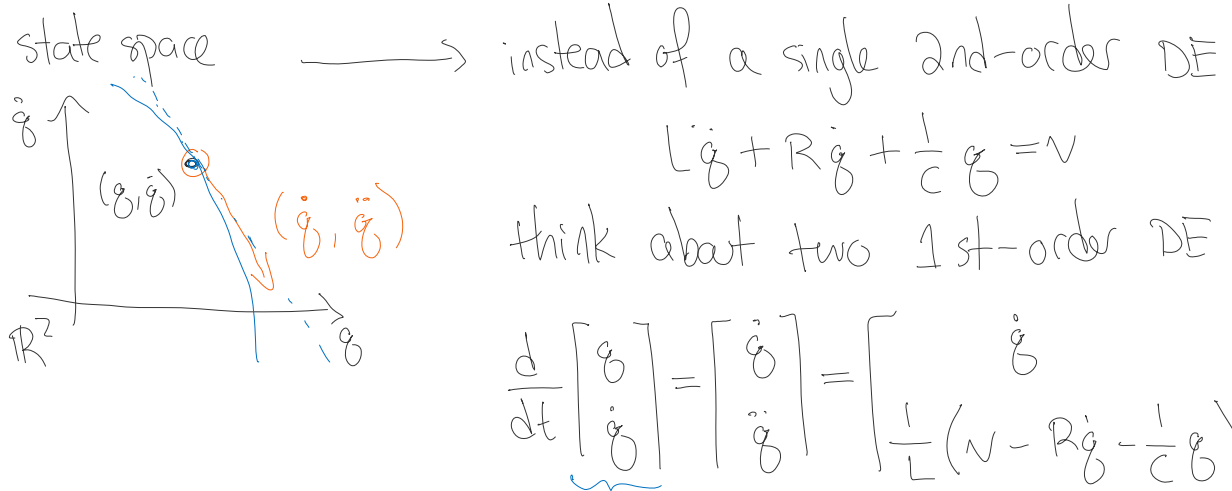 state space ⟶ instead of a single 2nd-order DE
Lq̈ + Rq̇ + 1/C q = v
think about two 1st-order DE
q̇
(q, q̇)
(q̇, q̈)
ℝ²
q
d/dt [q q̇] = [q̇ q̈] = [q̇ 1/L (v - Rq̇ - 1/C q)